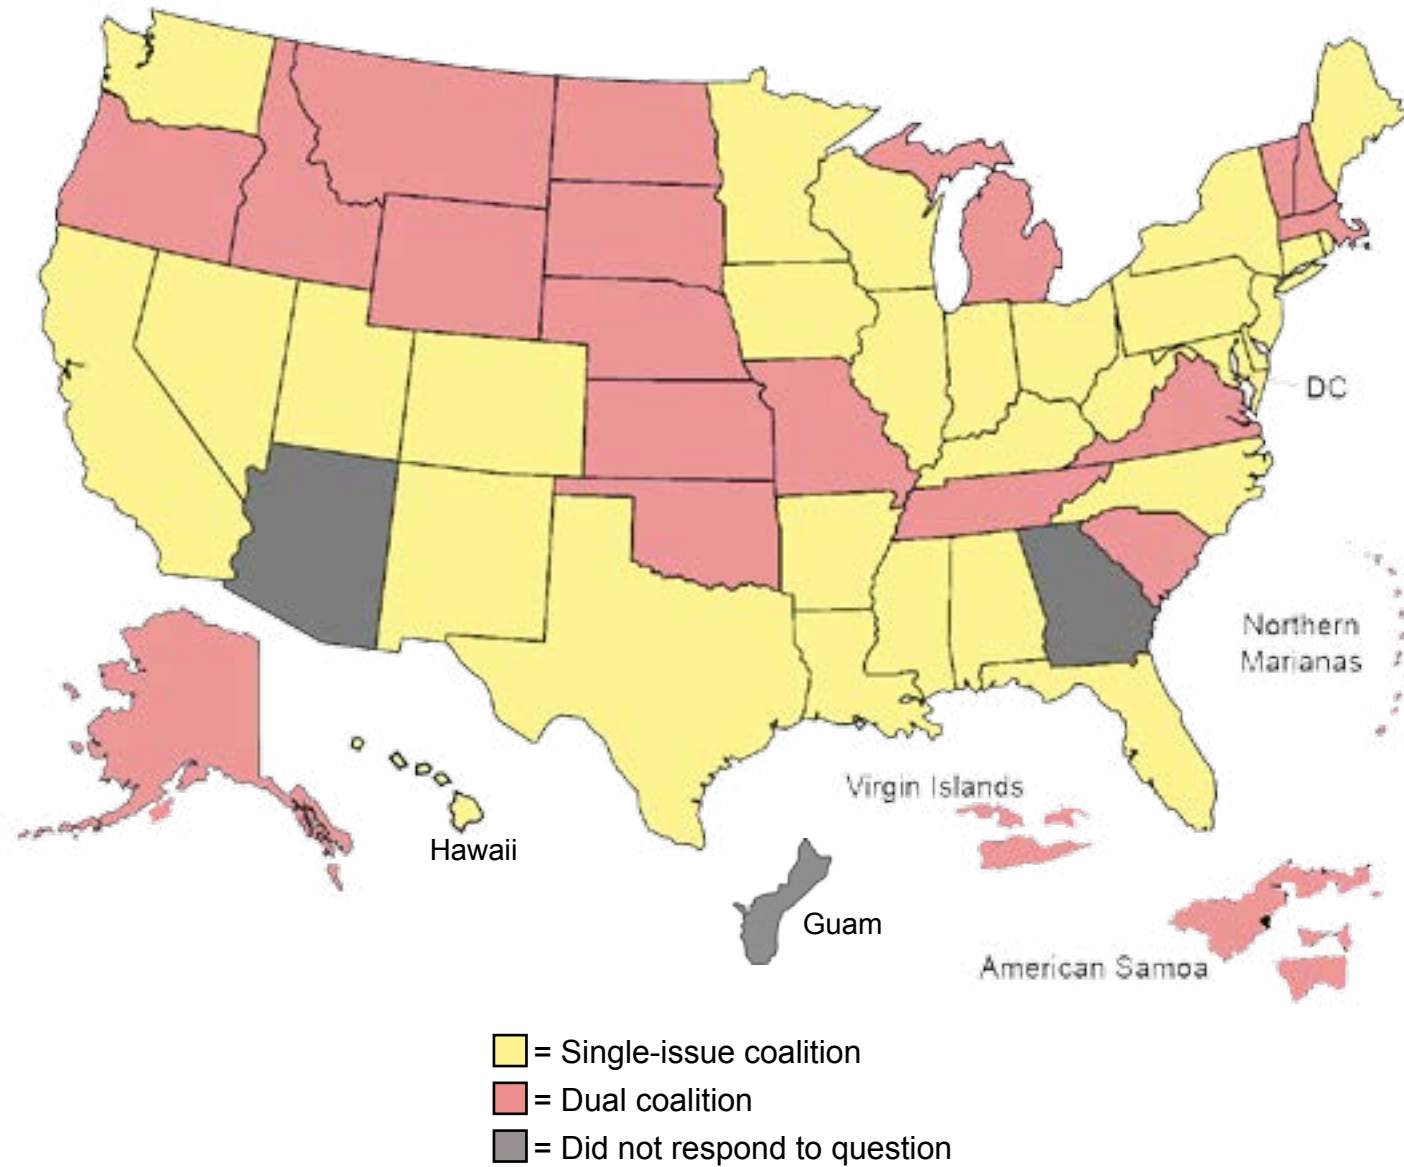 DC
Northern
Marianas
Virgin Islands
Hawaii
Guam
American Samoa
= Single-issue coalition
= Dual coalition
= Did not respond to question